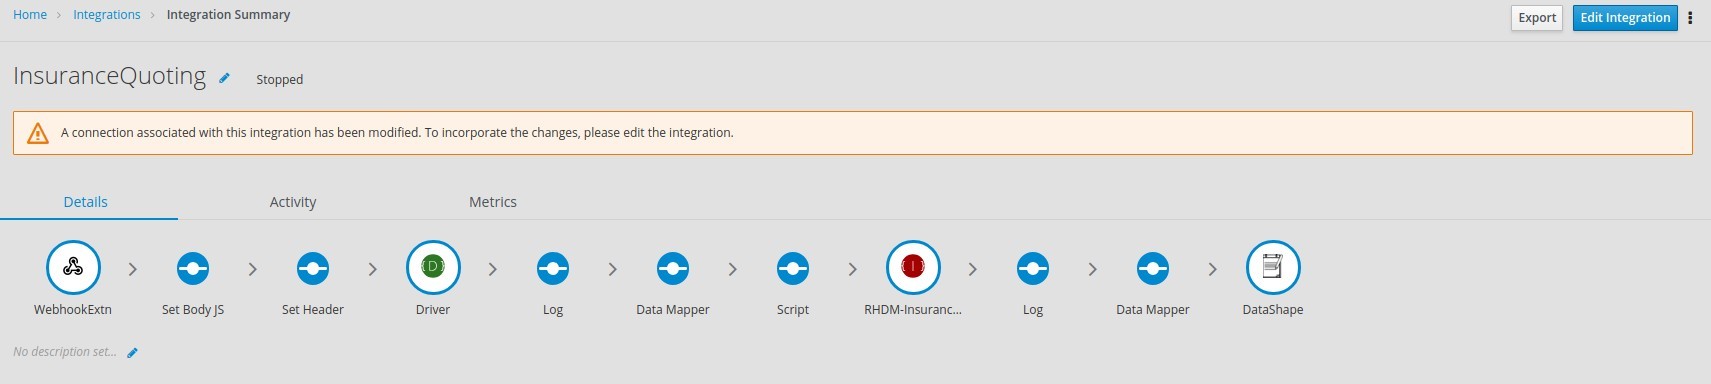 Home > Integrations > Integration Summary
Export
Edit Integration
InsuranceQuoting
Stopped
A connection associated with this integration has been modified. To incorporate the changes, please edit the integration.
Details
Activity
Metrics
WebhookExtn
Set Body JS
Set Header
D
Driver
Log
Data Mapper
Script
I
RHDM-Insuranc...
Log
Data Mapper
DataShape
No description set...